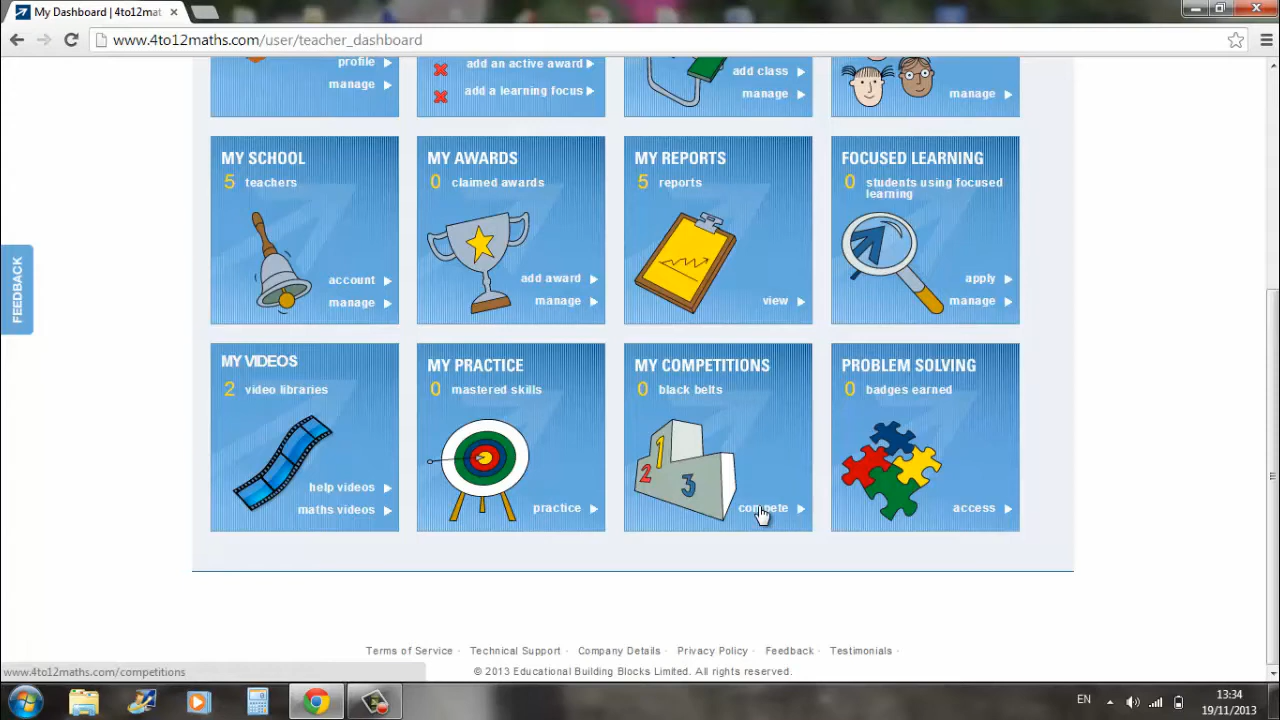 My Dashboard | 4to12mat
www.4to12maths.com/user/teacher_dashboard
profile
manage
add an active award
add a learning focus
add class
manage
manage
MY SCHOOL
5 teachers
account
manage
MY AWARDS
0 claimed awards
add award
manage
MY REPORTS
5 reports
view
FOCUSED LEARNING
0 students using focused
learning
apply
manage
MY VIDEOS
2 video libraries
help videos
maths videos
MY PRACTICE
0 mastered skills
practice
MY COMPETITIONS
0 black belts
1
2
3
compete
PROBLEM SOLVING
0 badges earned
access
FEEDBACK
Terms of Service · Technical Support · Company Details · Privacy Policy · Feedback · Testimonials ·
© 2013 Educational Building Blocks Limited. All rights reserved.
www.4to12maths.com/competitions
EN
13:34
19/11/2013